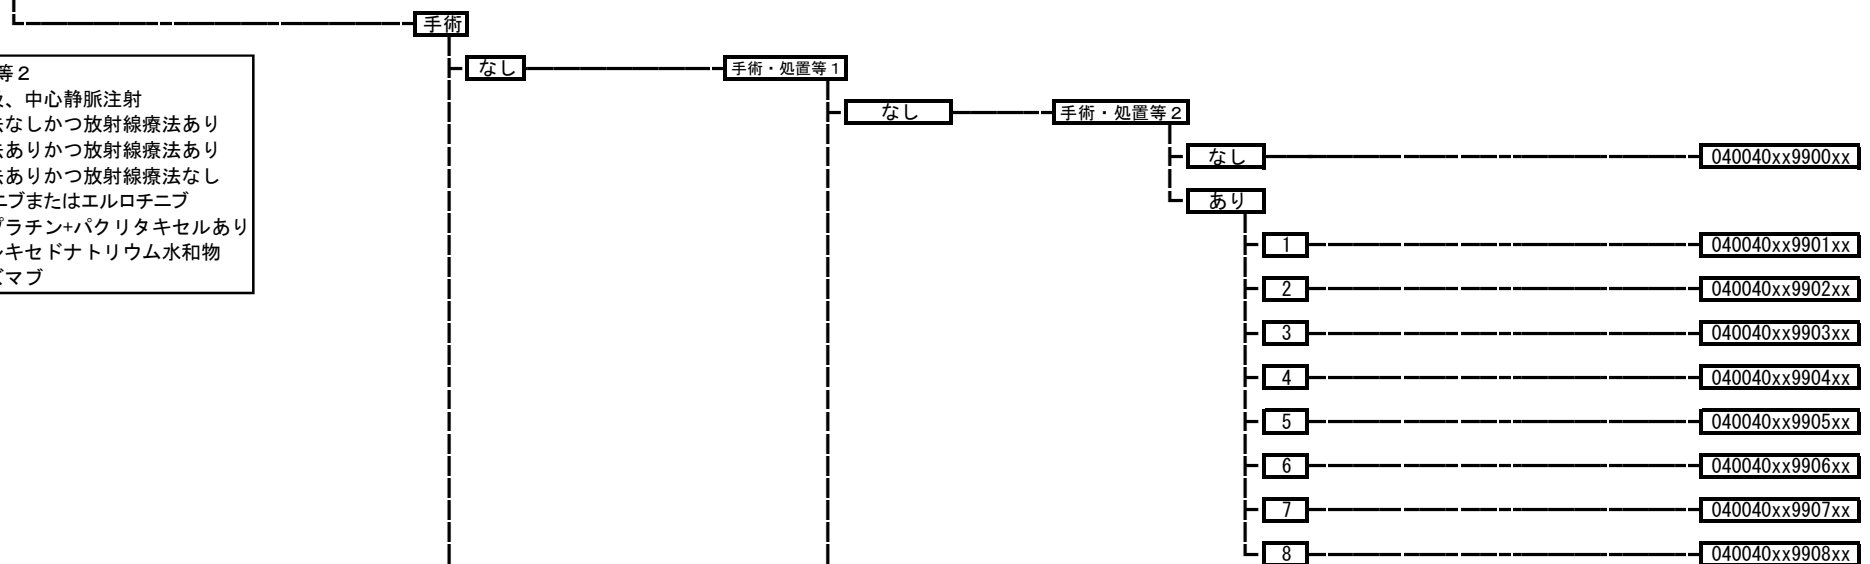 手術
等２
、中心静脈注射
なしかつ放射線療法あり
ありかつ放射線療法あり
ありかつ放射線療法なし
ニブまたはエルロチニブ
プラチン+パクリタキセルあり
キセドナトリウム水和物
マブ
なし
手術・処置等１
なし
手術・処置等２
なし
040040xx9900xx
あり
1
040040xx9901xx
2
040040xx9902xx
3
040040xx9903xx
4
040040xx9904xx
5
040040xx9905xx
6
040040xx9906xx
7
040040xx9907xx
8
040040xx9908xx